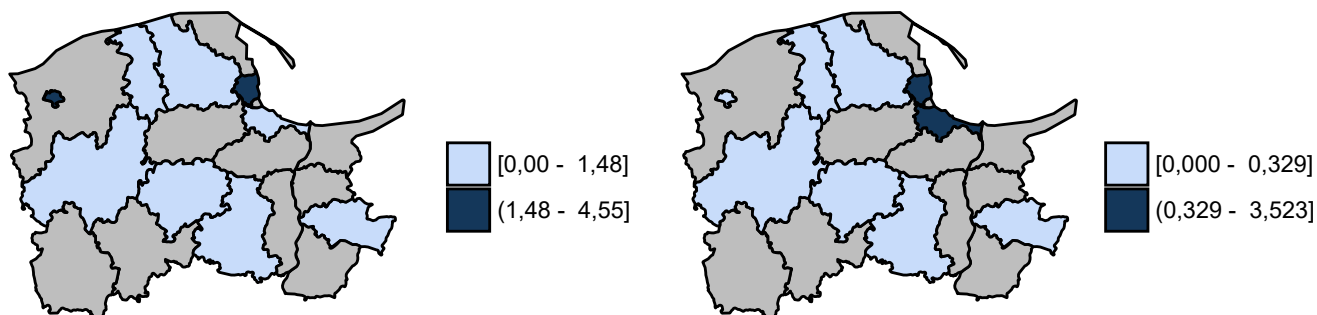 [0,00 - 1,48]
(1,48 - 4,55]
[0,000 - 0,329]
(0,329 - 3,523]